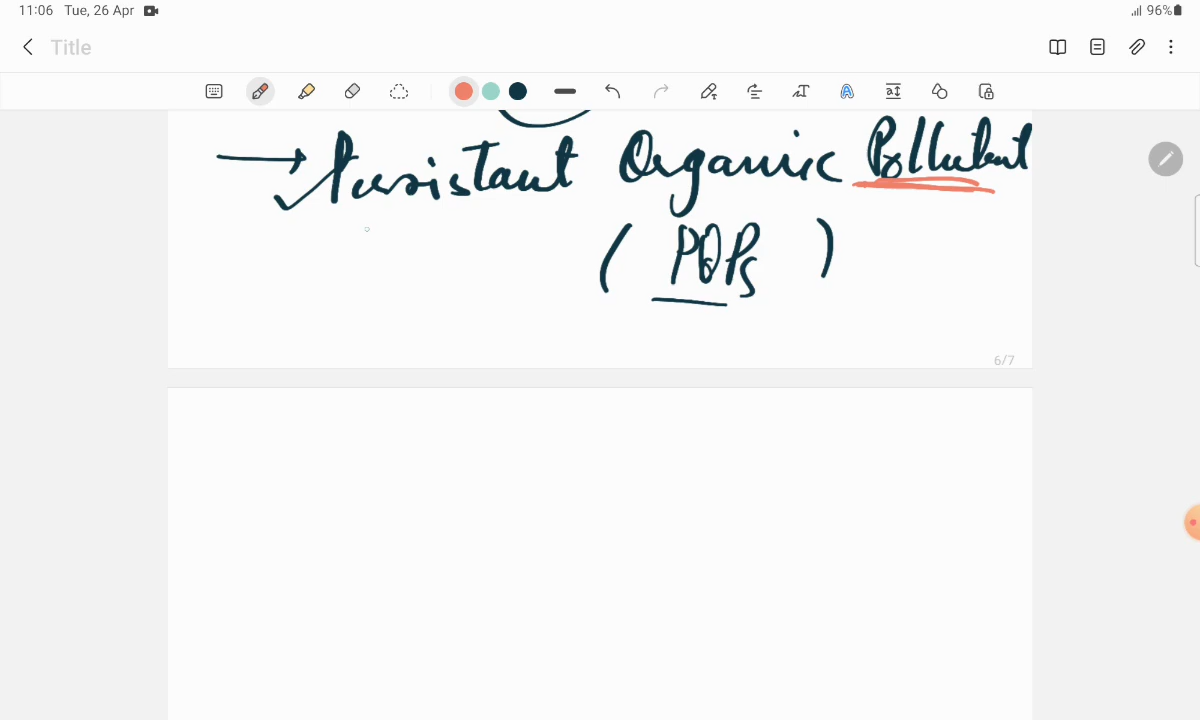 11:06 Tue, 26 Apr 96%
Title
→ Persistant Organic Pollutant
( POPs )
6/7